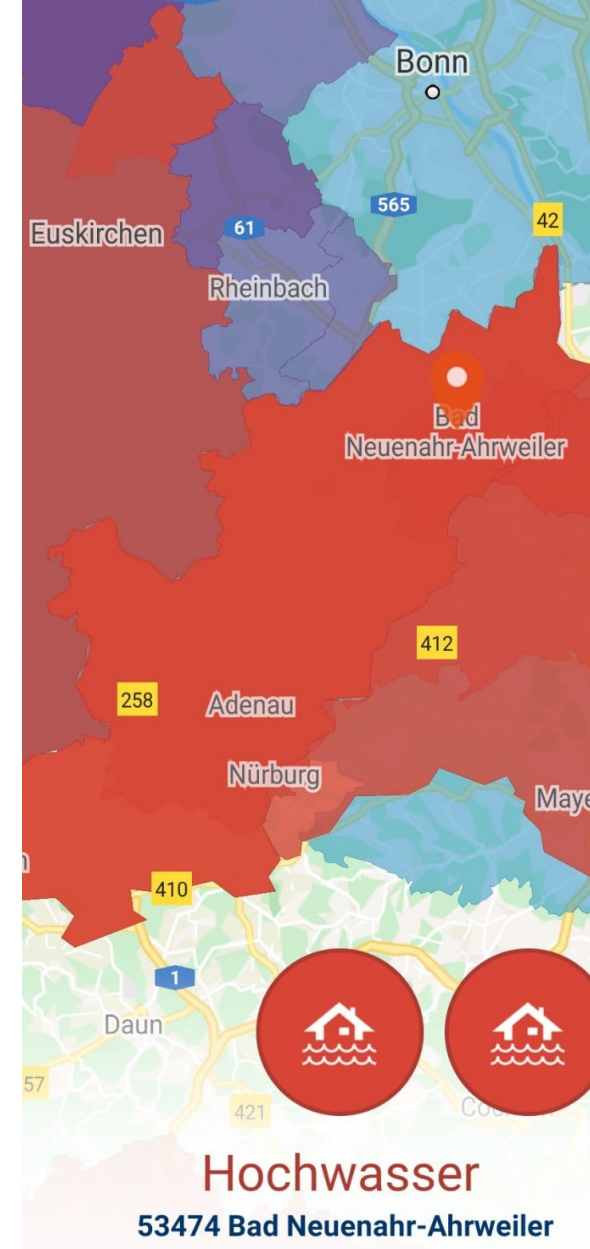 Bonn
565
42
61
Euskirchen
Rheinbach
Bad
Neuenahr-Ahrweiler
412
258
Adenau
Nürburg
Maye
n
410
1
Daun
57
421
Hochwasser
53474 Bad Neuenahr-Ahrweiler